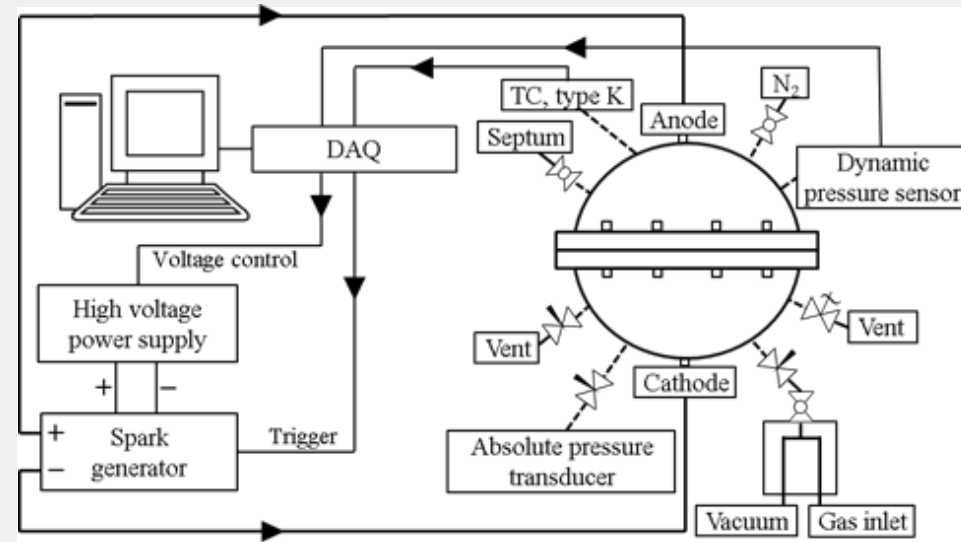 TC, type K
N₂
Anode
Septum
DAQ
Dynamic
pressure sensor
Voltage control
High voltage
power supply
Vent
Vent
Cathode
+ −
+
Spark
generator
−
Trigger
Absolute pressure
transducer
Vacuum
Gas inlet